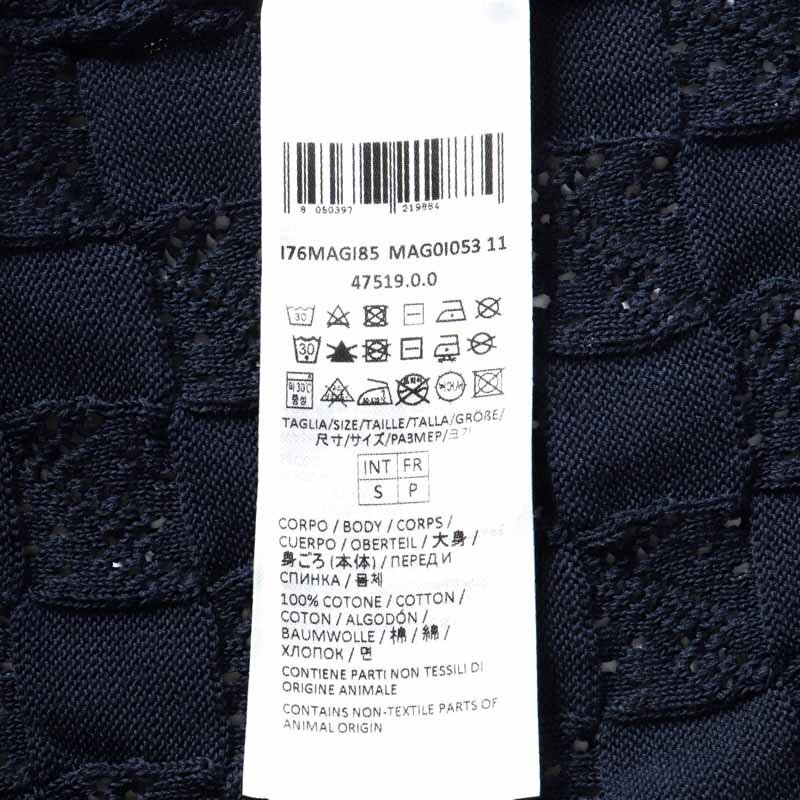 8 050397 219884
I76MAGI85 MAG0I053 11
47519.0.0
30
30
TAGLIA/SIZE/TAILLE/TALLA/GRÖßE/
尺寸/サイズ/РАЗМЕР/크기
INT FR
S P
CORPO / BODY / CORPS /
CUERPO / OBERTEIL / 大身 /
身ごろ (本体) / ПЕРЕД И
СПИНКА / 몸체
100% COTONE / COTTON /
COTON / ALGODÓN /
BAUMWOLLE / 棉 / 綿 /
ХЛОПОК / 면
CONTIENE PARTI NON TESSILI DI
ORIGINE ANIMALE
CONTAINS NON-TEXTILE PARTS OF
ANIMAL ORIGIN